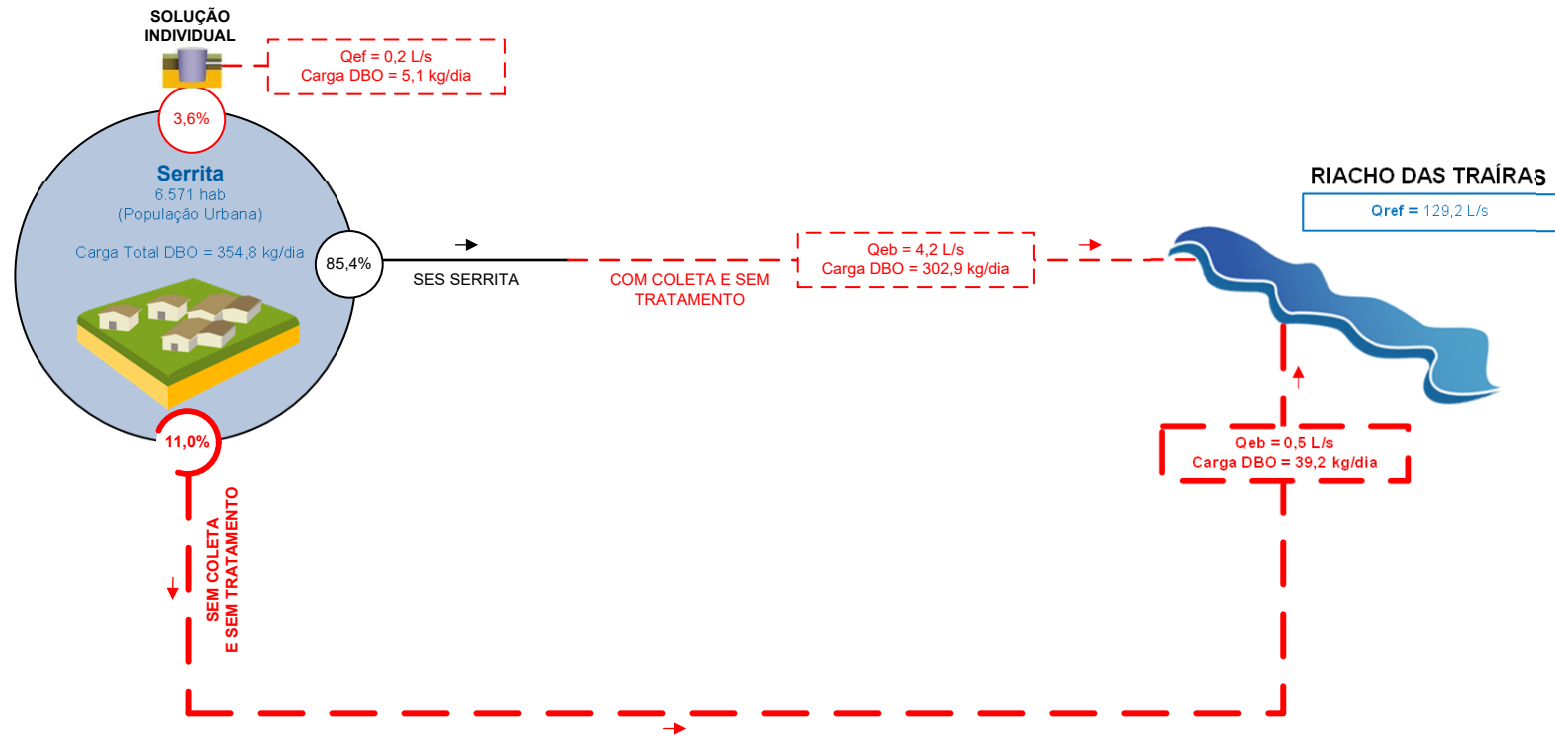 SOLUÇÃO
INDIVIDUAL
Qef = 0,2 L/s
Carga DBO = 5,1 kg/dia
3,6%
Serrita
6.571 hab
(População Urbana)
Carga Total DBO = 354,8 kg/dia
85,4%
SES SERRITA
COM COLETA E SEM
TRATAMENTO
Qeb = 4,2 L/s
Carga DBO = 302,9 kg/dia
RIACHO DAS TRAÍRAS
Qref = 129,2 L/s
11,0%
SEM COLETA
E SEM TRATAMENTO
Qeb = 0,5 L/s
Carga DBO = 39,2 kg/dia